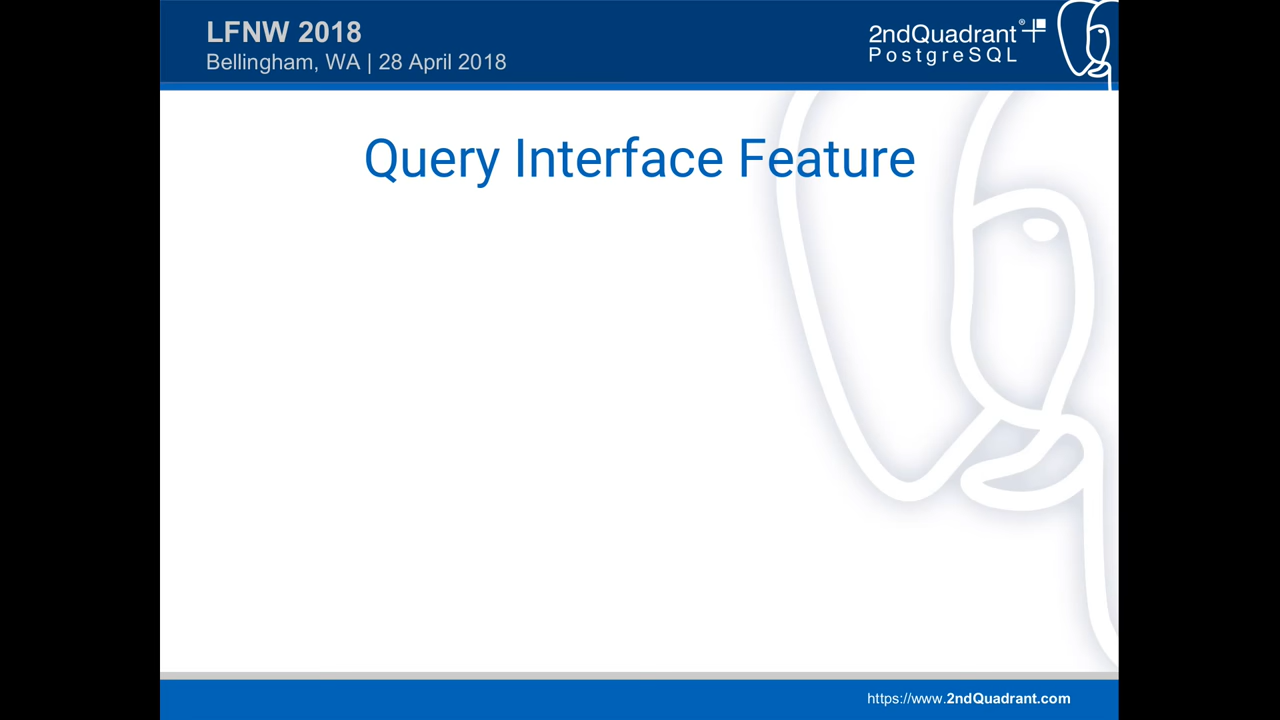 LFNW 2018
Bellingham, WA | 28 April 2018
2ndQuadrant®
PostgreSQL
Query Interface Feature
https://www.2ndQuadrant.com